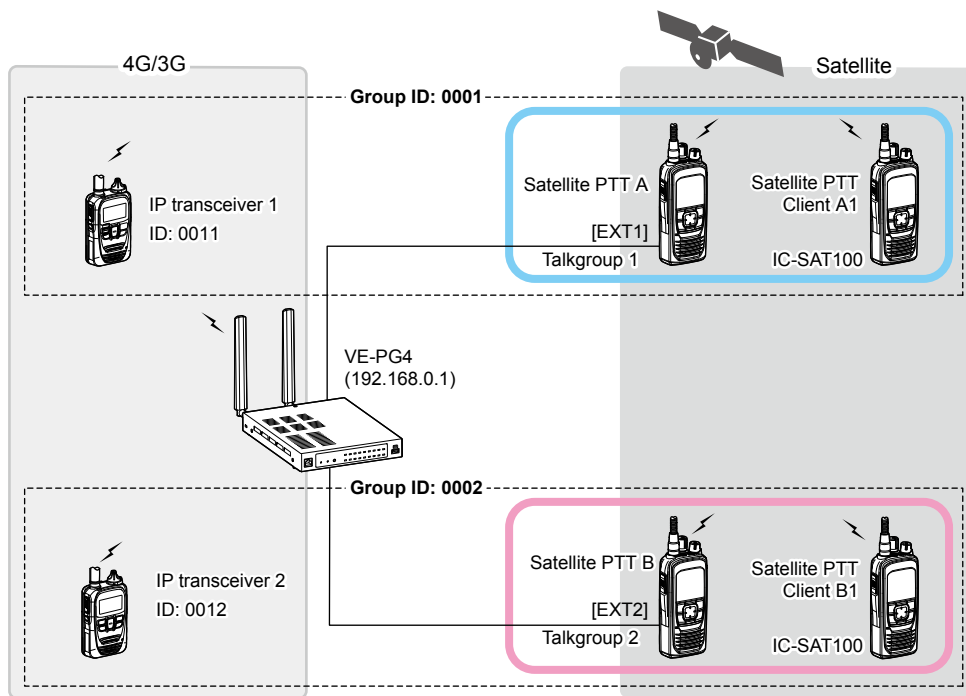 4G/3G
Satellite
Group ID: 0001
IP transceiver 1
ID: 0011
Satellite PTT A
[EXT1]
Talkgroup 1
Satellite PTT
Client A1
IC-SAT100
VE-PG4
(192.168.0.1)
Group ID: 0002
IP transceiver 2
ID: 0012
Satellite PTT B
[EXT2]
Talkgroup 2
Satellite PTT
Client B1
IC-SAT100